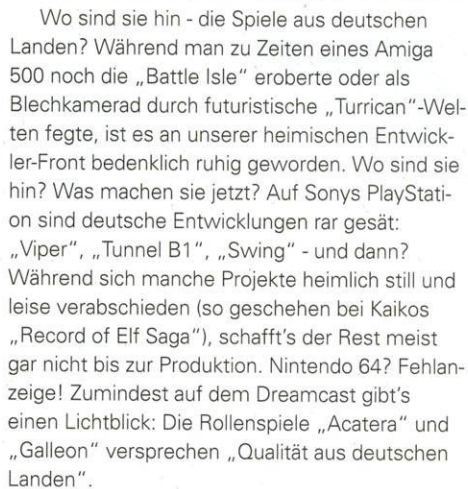 Wo sind sie hin - die Spiele aus deutschen
Landen? Während man zu Zeiten eines Amiga
500 noch die „Battle Isle" eroberte oder als
Blechkamerad durch futuristische „Turrican"-Wel-
ten fegte, ist es an unserer heimischen Entwick-
ler-Front bedenklich ruhig geworden. Wo sind sie
hin? Was machen sie jetzt? Auf Sonys PlayStati-
on sind deutsche Entwicklungen rar gesät:
„Viper", „Tunnel B1", „Swing" - und dann?
Während sich manche Projekte heimlich still und
leise verabschieden (so geschehen bei Kaikos
„Record of Elf Saga"), schafft's der Rest meist
gar nicht bis zur Produktion. Nintendo 64? Fehlan-
zeige! Zumindest auf dem Dreamcast gibt's
einen Lichtblick: Die Rollenspiele „Acatera" und
„Galleon" versprechen „Qualität aus deutschen
Landen".